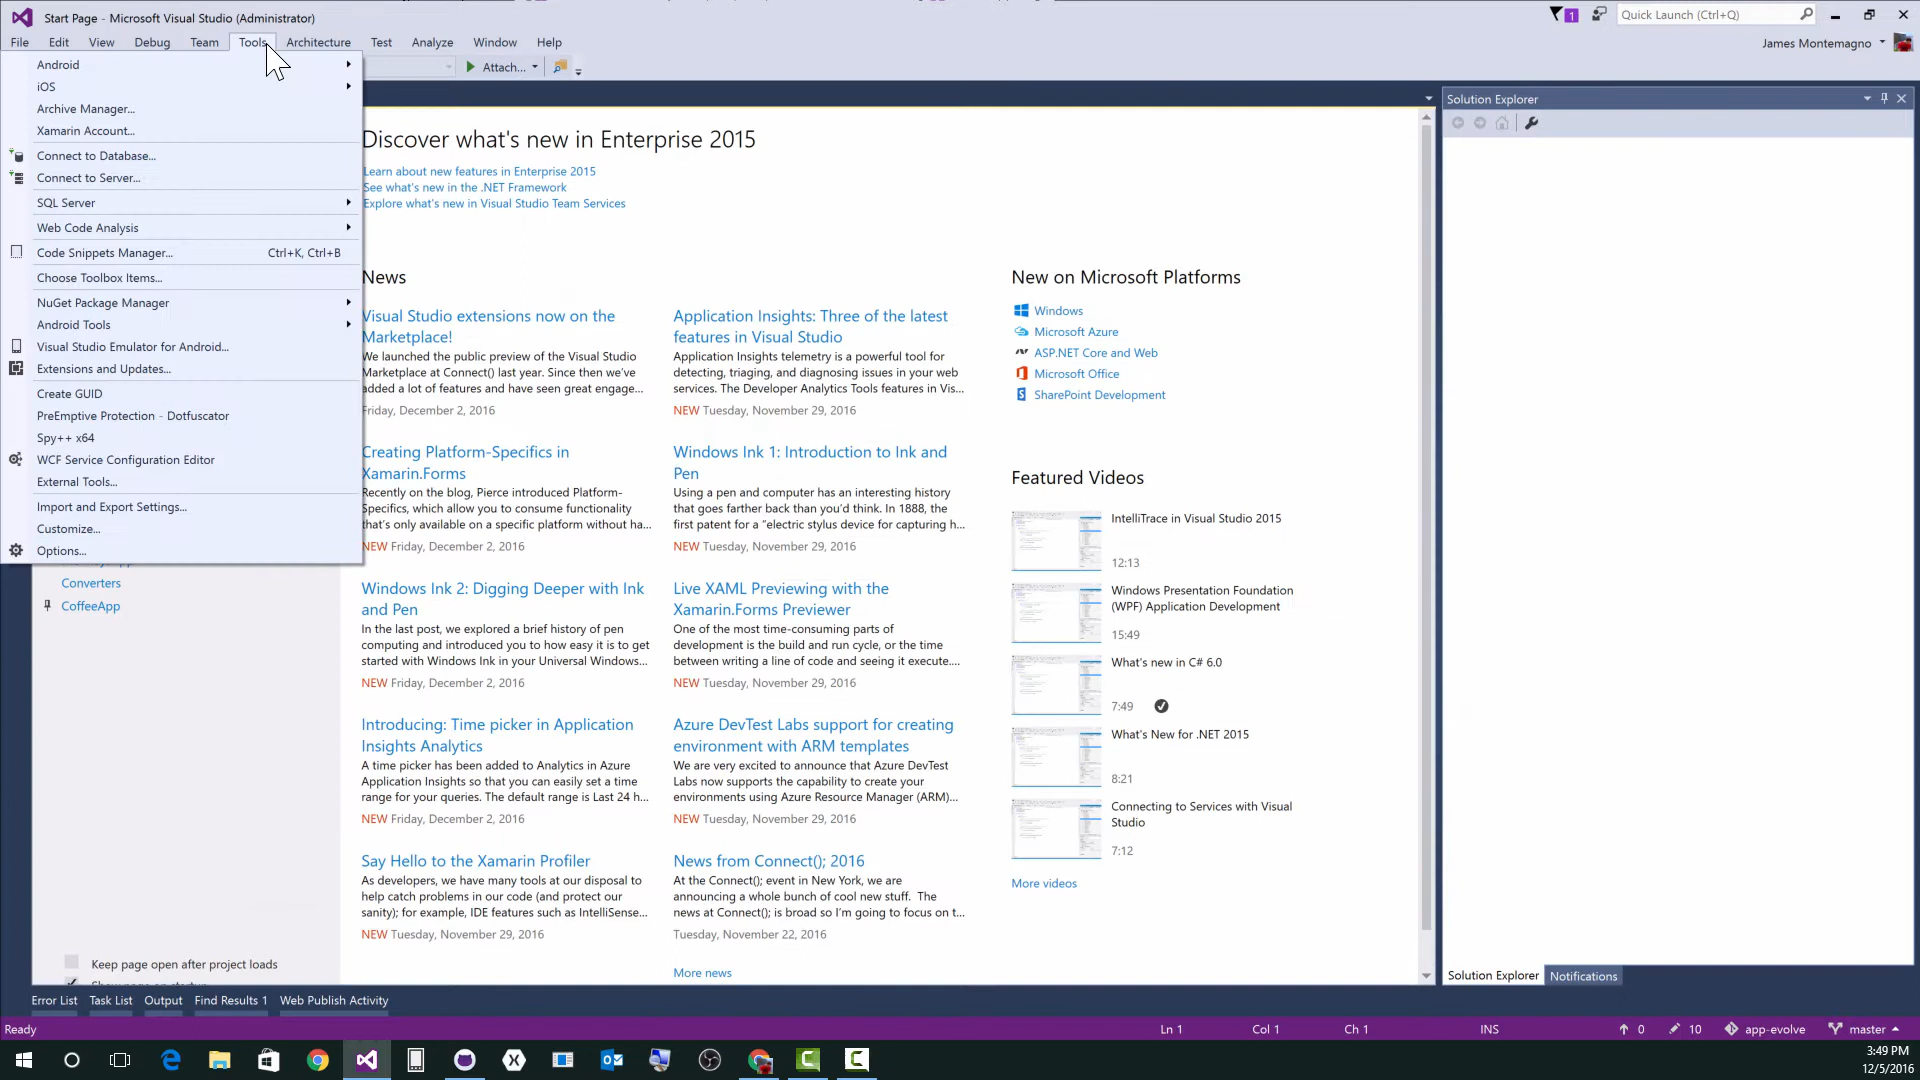 Start Page - Microsoft Visual Studio (Administrator)
1
Quick Launch (Ctrl+Q)
File Edit View Debug Team Tools Architecture Test Analyze Window Help
James Montemagno
Attach...
Android
iOS
Archive Manager...
Xamarin Account...
Connect to Database...
Connect to Server...
SQL Server
Web Code Analysis
Code Snippets Manager... Ctrl+K, Ctrl+B
Choose Toolbox Items...
NuGet Package Manager
Android Tools
Visual Studio Emulator for Android...
Extensions and Updates...
Create GUID
PreEmptive Protection - Dotfuscator
Spy++ x64
WCF Service Configuration Editor
External Tools...
Import and Export Settings...
Customize...
Options...
Converters
CoffeeApp
Keep page open after project loads
Discover what's new in Enterprise 2015
Learn about new features in Enterprise 2015
See what's new in the .NET Framework
Explore what's new in Visual Studio Team Services
News
Visual Studio extensions now on the
Marketplace!
We launched the public preview of the Visual Studio
Marketplace at Connect() last year. Since then we've
added a lot of features and have seen great engage...
Friday, December 2, 2016
Creating Platform-Specifics in
Xamarin.Forms
Recently on the blog, Pierce introduced Platform-
Specifics, which allow you to consume functionality
that's only available on a specific platform without ha...
NEW Friday, December 2, 2016
Windows Ink 2: Digging Deeper with Ink
and Pen
In the last post, we explored a brief history of pen
computing and introduced you to how easy it is to get
started with Windows Ink in your Universal Windows...
NEW Friday, December 2, 2016
Introducing: Time picker in Application
Insights Analytics
A time picker has been added to Analytics in Azure
Application Insights so that you can easily set a time
range for your queries. The default range is Last 24 h...
NEW Friday, December 2, 2016
Say Hello to the Xamarin Profiler
As developers, we have many tools at our disposal to
help catch problems in our code (and protect our
sanity); for example, IDE features such as IntelliSense...
NEW Tuesday, November 29, 2016
Application Insights: Three of the latest
features in Visual Studio
Application Insights telemetry is a powerful tool for
detecting, triaging, and diagnosing issues in your web
services. The Developer Analytics Tools features in Vis...
NEW Tuesday, November 29, 2016
Windows Ink 1: Introduction to Ink and
Pen
Using a pen and computer has an interesting history
that goes farther back than you'd think. In 1888, the
first patent for a "electric stylus device for capturing h...
NEW Tuesday, November 29, 2016
Live XAML Previewing with the
Xamarin.Forms Previewer
One of the most time-consuming parts of
development is the build and run cycle, or the time
between writing a line of code and seeing it execute....
NEW Tuesday, November 29, 2016
Azure DevTest Labs support for creating
environment with ARM templates
We are very excited to announce that Azure DevTest
Labs now supports the capability to create your
environments using Azure Resource Manager (ARM)...
NEW Tuesday, November 29, 2016
News from Connect(); 2016
At the Connect(); event in New York, we are
announcing a whole bunch of cool new stuff. The
news at Connect(); is broad so I'm going to focus on t...
Tuesday, November 22, 2016
More news
New on Microsoft Platforms
Windows
Microsoft Azure
ASP.NET Core and Web
Microsoft Office
SharePoint Development
Featured Videos
IntelliTrace in Visual Studio 2015
12:13
Windows Presentation Foundation
(WPF) Application Development
15:49
What's new in C# 6.0
7:49
What's New for .NET 2015
8:21
Connecting to Services with Visual
Studio
7:12
More videos
Solution Explorer
Solution Explorer Notifications
Error List Task List Output Find Results 1 Web Publish Activity
Ready Ln 1 Col 1 Ch 1 INS 0 10 app-evolve master
3:49 PM
12/5/2016